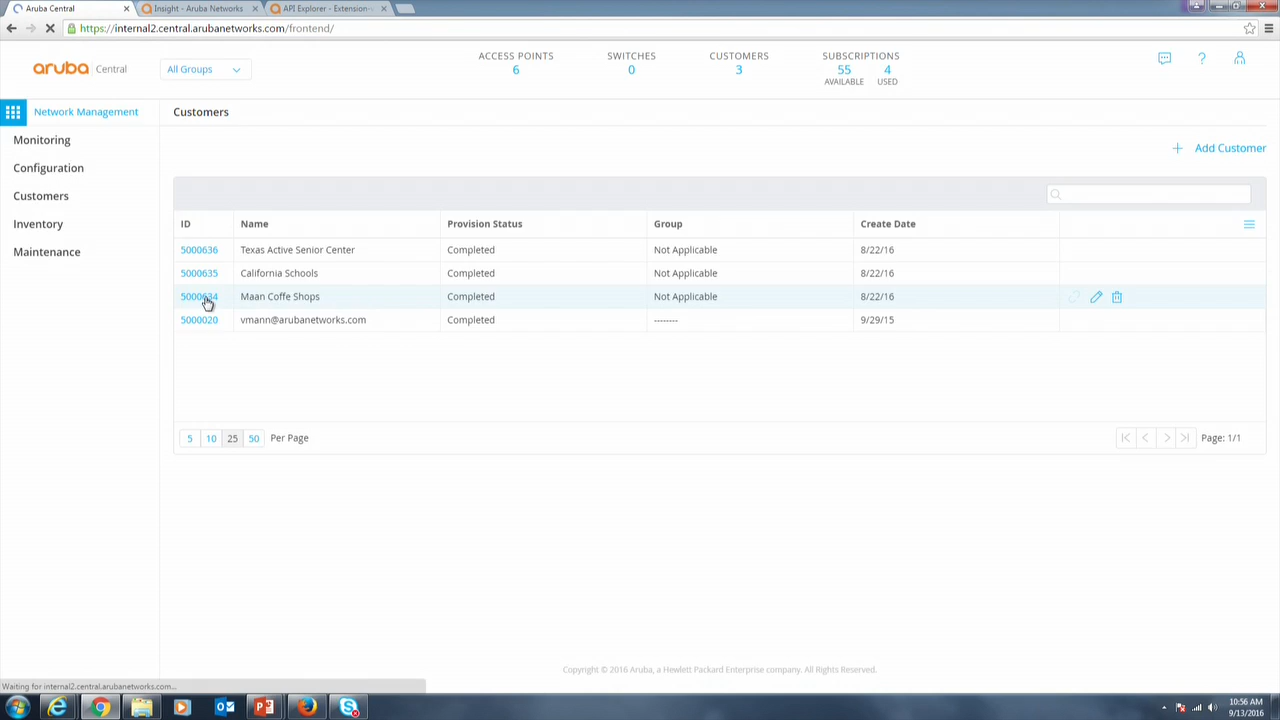 Aruba Central
Insight - Aruba Networks
API Explorer - Extension-
https://internal2.central.arubanetworks.com/frontend/
aruba Central
All Groups
ACCESS POINTS
6
SWITCHES
0
CUSTOMERS
3
SUBSCRIPTIONS
55 4
AVAILABLE USED
Network Management
Monitoring
Configuration
Customers
Inventory
Maintenance
Customers
+ Add Customer
ID Name Provision Status Group Create Date
5000636 Texas Active Senior Center Completed Not Applicable 8/22/16
5000635 California Schools Completed Not Applicable 8/22/16
5000634 Maan Coffe Shops Completed Not Applicable 8/22/16
5000020 vmann@arubanetworks.com Completed -------- 9/29/15
5 10 25 50 Per Page
Page: 1/1
Copyright © 2016 Aruba, a Hewlett Packard Enterprise company. All Rights Reserved.
Waiting for internal2.central.arubanetworks.com...
10:56 AM
9/13/2016